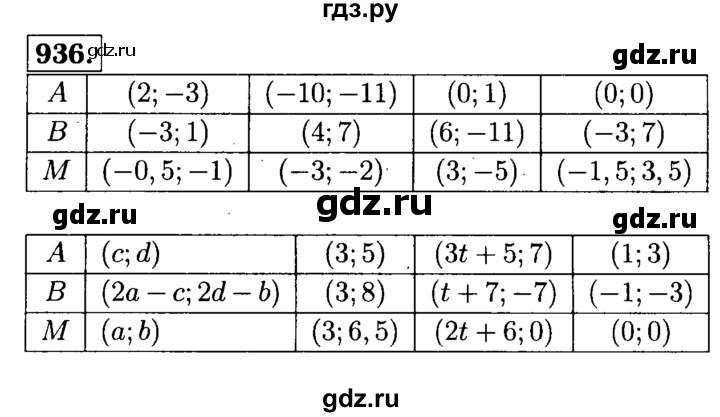 гдз.ру
936. gdz.ru gdz.ru
A (2; −3) (−10; −11) (0; 1) (0; 0)
B (−3; 1) (4; 7) (6; −11) (−3; 7)
M (−0, 5; −1) (−3; −2) (3; −5) (−1, 5; 3, 5)
gdz.ru gdz.ru gdz.ru
A (c; d) (3; 5) (3t + 5; 7) (1; 3)
B (2a − c; 2d − b) (3; 8) (t + 7; −7) (−1; −3)
M (a; b) (3; 6, 5) (2t + 6; 0) (0; 0)
gdz.ru